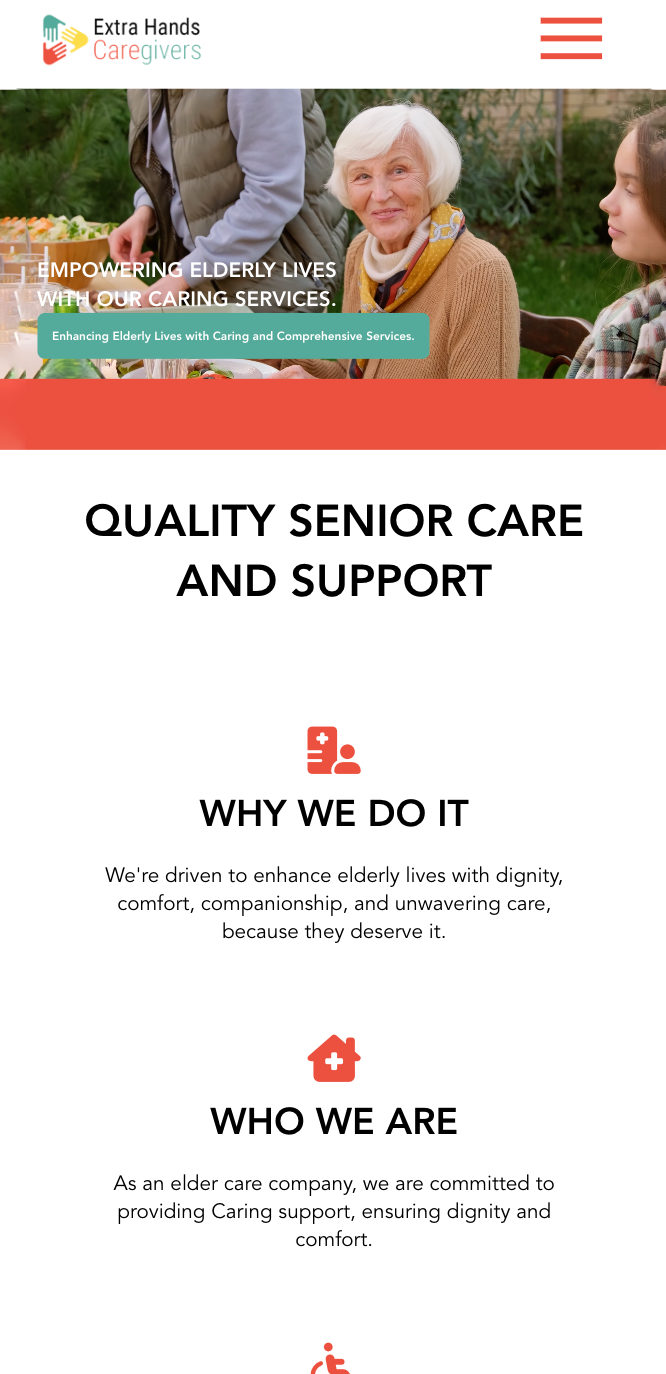 Extra Hands
Caregivers
EMPOWERING ELDERLY LIVES
WITH OUR CARING SERVICES.
Enhancing Elderly Lives with Caring and Comprehensive Services.
QUALITY SENIOR CARE
AND SUPPORT
WHY WE DO IT
We're driven to enhance elderly lives with dignity,
comfort, companionship, and unwavering care,
because they deserve it.
WHO WE ARE
As an elder care company, we are committed to
providing Caring support, ensuring dignity and
comfort.